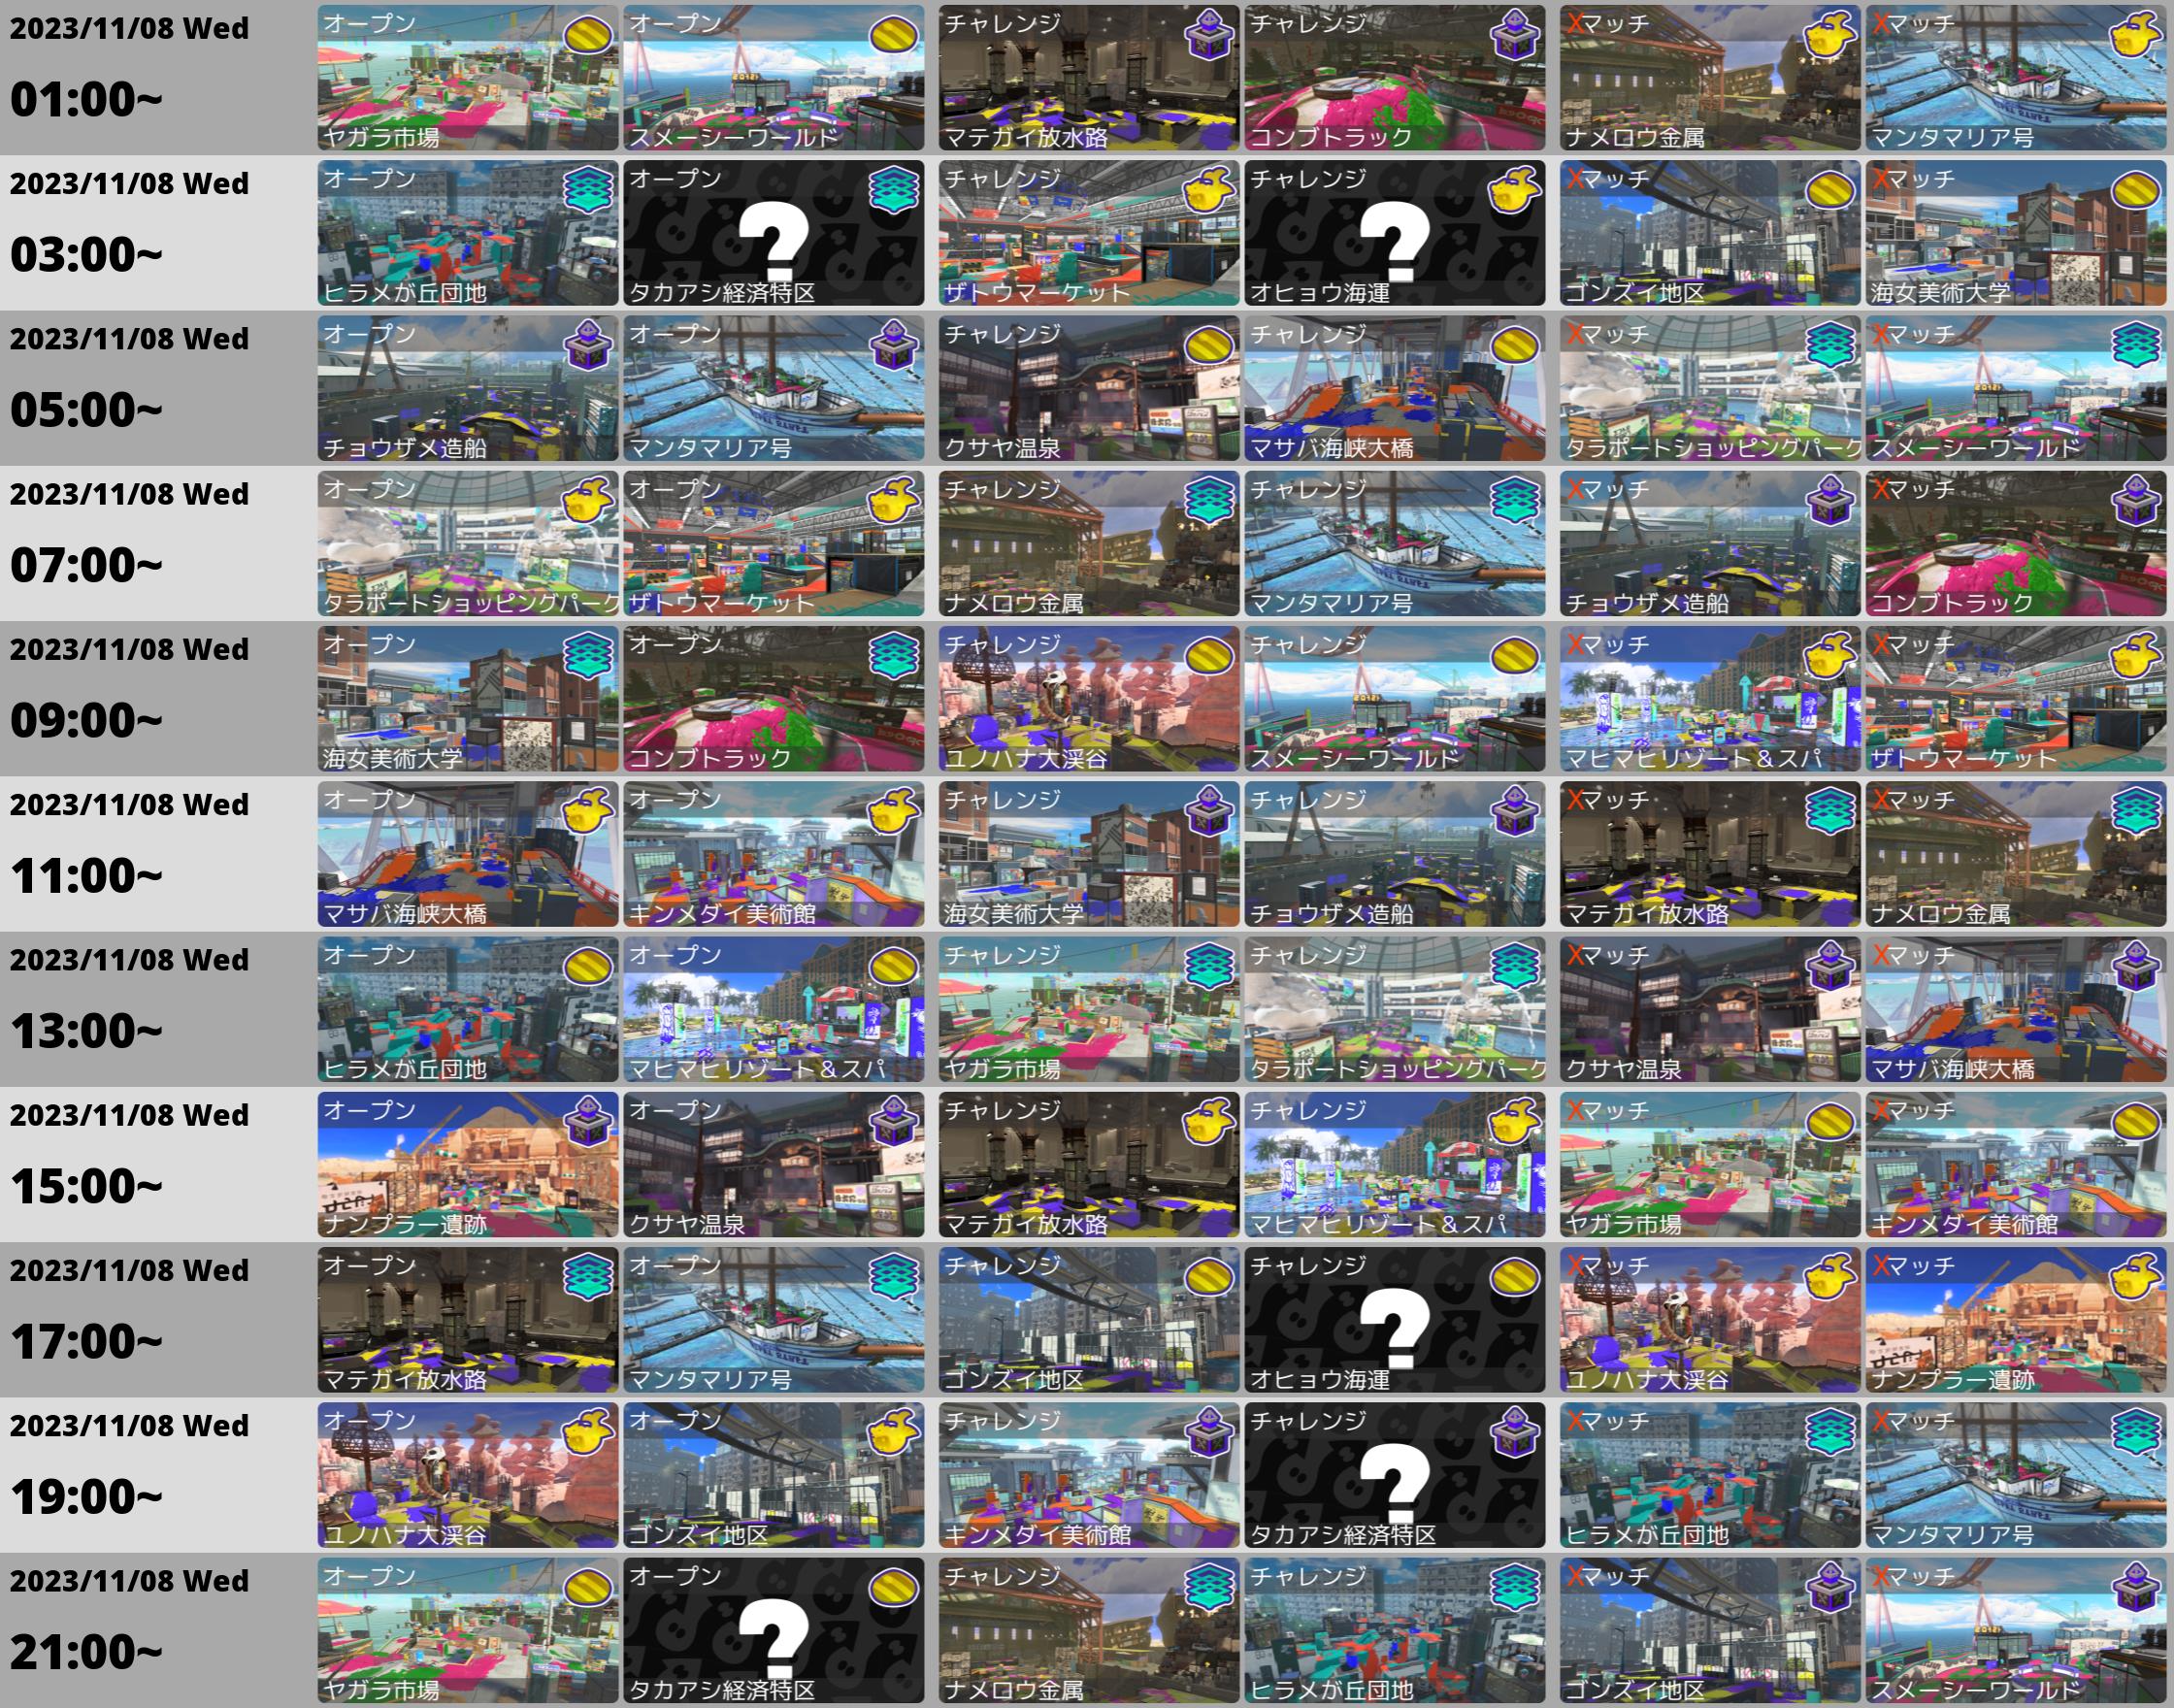 2023/11/08 Wed
01:00~
オープン
ヤガラ市場
オープン
スメーシーワールド
チャレンジ
マテガイ放水路
チャレンジ
コンブトラック
Xマッチ
ナメロウ金属
Xマッチ
マンタマリア号
2023/11/08 Wed
03:00~
オープン
ヒラメが丘団地
オープン
?
タカアシ経済特区
チャレンジ
ザトウマーケット
チャレンジ
?
オヒョウ海運
Xマッチ
ゴンズイ地区
Xマッチ
海女美術大学
2023/11/08 Wed
05:00~
オープン
チョウザメ造船
オープン
マンタマリア号
チャレンジ
クサヤ温泉
チャレンジ
マサバ海峡大橋
Xマッチ
タラポートショッピングパーク
Xマッチ
スメーシーワールド
2023/11/08 Wed
07:00~
オープン
タラポートショッピングパーク
オープン
ザトウマーケット
チャレンジ
ナメロウ金属
チャレンジ
マンタマリア号
Xマッチ
チョウザメ造船
Xマッチ
コンブトラック
2023/11/08 Wed
09:00~
オープン
海女美術大学
オープン
コンブトラック
チャレンジ
ユノハナ大渓谷
チャレンジ
スメーシーワールド
Xマッチ
マヒマヒリゾート&スパ
Xマッチ
ザトウマーケット
2023/11/08 Wed
11:00~
オープン
マサバ海峡大橋
オープン
キンメダイ美術館
チャレンジ
海女美術大学
チャレンジ
チョウザメ造船
Xマッチ
マテガイ放水路
Xマッチ
ナメロウ金属
2023/11/08 Wed
13:00~
オープン
ヒラメが丘団地
オープン
マヒマヒリゾート&スパ
チャレンジ
ヤガラ市場
チャレンジ
タラポートショッピングパーク
Xマッチ
クサヤ温泉
Xマッチ
マサバ海峡大橋
2023/11/08 Wed
15:00~
オープン
ナンプラー遺跡
オープン
クサヤ温泉
チャレンジ
マテガイ放水路
チャレンジ
マヒマヒリゾート&スパ
Xマッチ
ヤガラ市場
Xマッチ
キンメダイ美術館
2023/11/08 Wed
17:00~
オープン
マテガイ放水路
オープン
マンタマリア号
チャレンジ
ゴンズイ地区
チャレンジ
?
オヒョウ海運
Xマッチ
ユノハナ大渓谷
Xマッチ
ナンプラー遺跡
2023/11/08 Wed
19:00~
オープン
ユノハナ大渓谷
オープン
ゴンズイ地区
チャレンジ
キンメダイ美術館
チャレンジ
?
タカアシ経済特区
Xマッチ
ヒラメが丘団地
Xマッチ
マンタマリア号
2023/11/08 Wed
21:00~
オープン
ヤガラ市場
オープン
?
タカアシ経済特区
チャレンジ
ナメロウ金属
チャレンジ
ヒラメが丘団地
Xマッチ
ゴンズイ地区
Xマッチ
スメーシーワールド